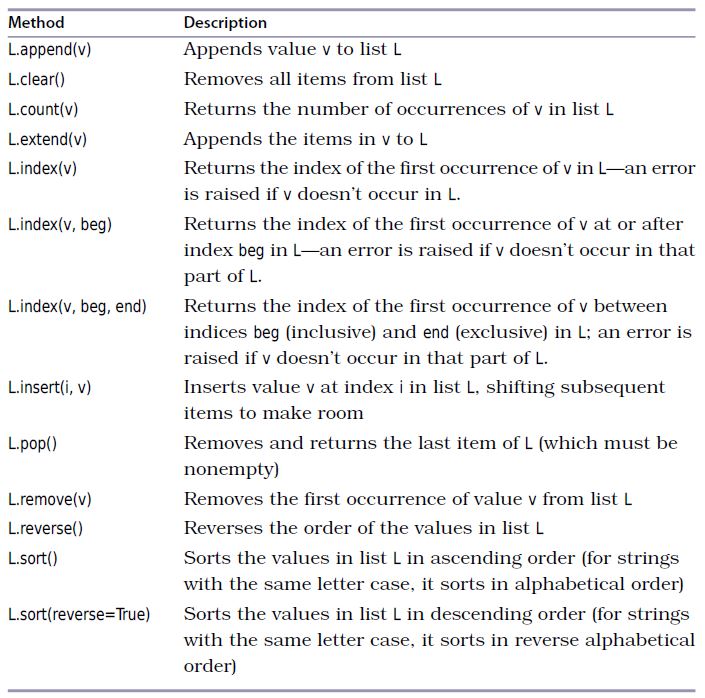 Method Description
L.append(v) Appends value v to list L
L.clear() Removes all items from list L
L.count(v) Returns the number of occurrences of v in list L
L.extend(v) Appends the items in v to L
L.index(v) Returns the index of the first occurrence of v in L—an error
is raised if v doesn't occur in L.
L.index(v, beg) Returns the index of the first occurrence of v at or after
index beg in L—an error is raised if v doesn't occur in that
part of L.
L.index(v, beg, end) Returns the index of the first occurrence of v between
indices beg (inclusive) and end (exclusive) in L; an error is
raised if v doesn't occur in that part of L.
L.insert(i, v) Inserts value v at index i in list L, shifting subsequent
items to make room
L.pop() Removes and returns the last item of L (which must be
nonempty)
L.remove(v) Removes the first occurrence of value v from list L
L.reverse() Reverses the order of the values in list L
L.sort() Sorts the values in list L in ascending order (for strings
with the same letter case, it sorts in alphabetical order)
L.sort(reverse=True) Sorts the values in list L in descending order (for strings
with the same letter case, it sorts in reverse alphabetical
order)